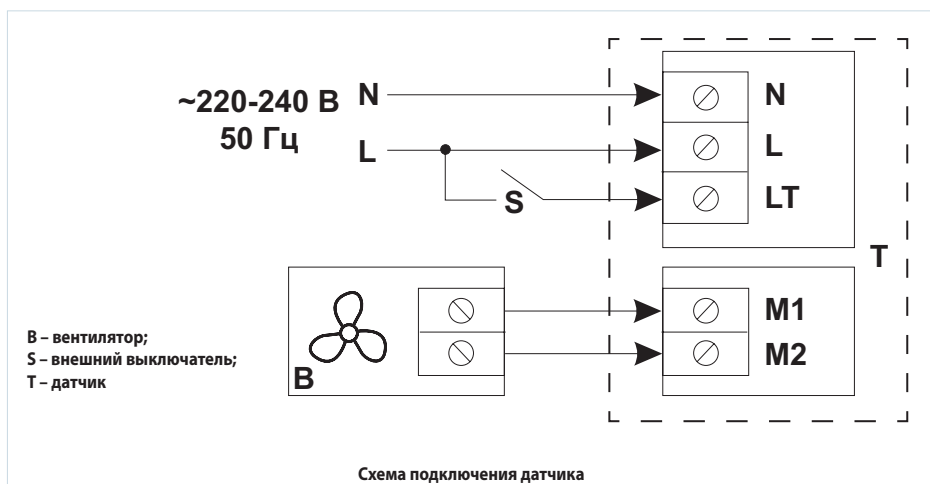 ~220-240 В
50 Гц
N
L
S
N
L
LT
T
M1
M2
B
В – вентилятор;
S – внешний выключатель;
Т – датчик
Схема подключения датчика